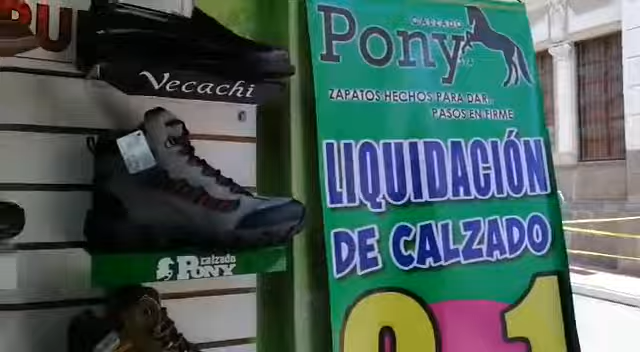 CALZADO
Pony
ZAPATOS HECHOS PARA DAR...
PASOS EN FIRME
LIQUIDACIÓN
DE CALZADO
Vecachi
calzado
PONY